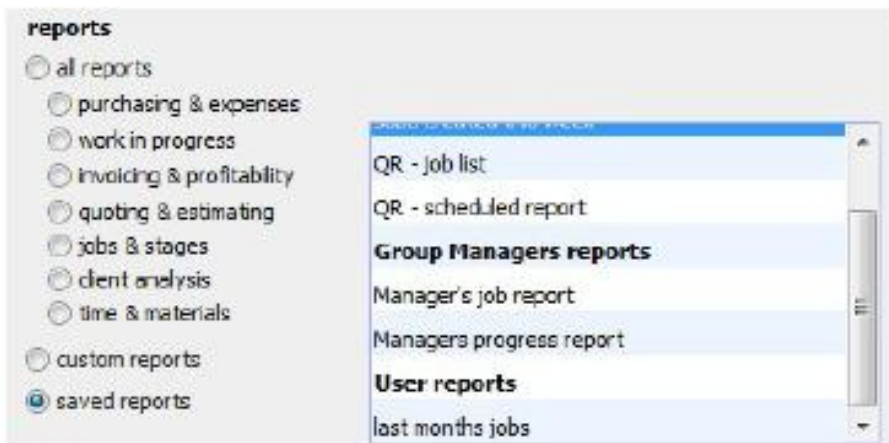 reports
all reports
purchasing & expenses
work in progress
invoicing & profitability
quoting & estimating
jobs & stages
client analysis
time & materials
custom reports
saved reports
QR - job list
QR - scheduled report
Group Managers reports
Manager's job report
Managers progress report
User reports
last months jobs